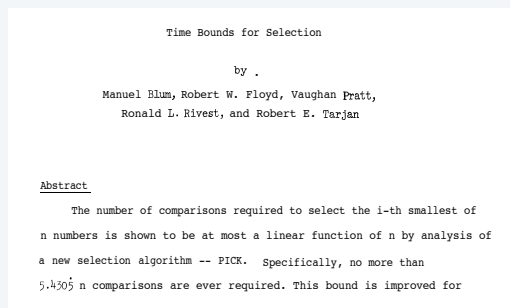 Time Bounds for Selection
by .
Manuel Blum, Robert W. Floyd, Vaughan Pratt,
Ronald L. Rivest, and Robert E. Tarjan
Abstract
The number of comparisons required to select the i-th smallest of
n numbers is shown to be at most a linear function of n by analysis of
a new selection algorithm -- PICK. Specifically, no more than
5.4305 n comparisons are ever required. This bound is improved for